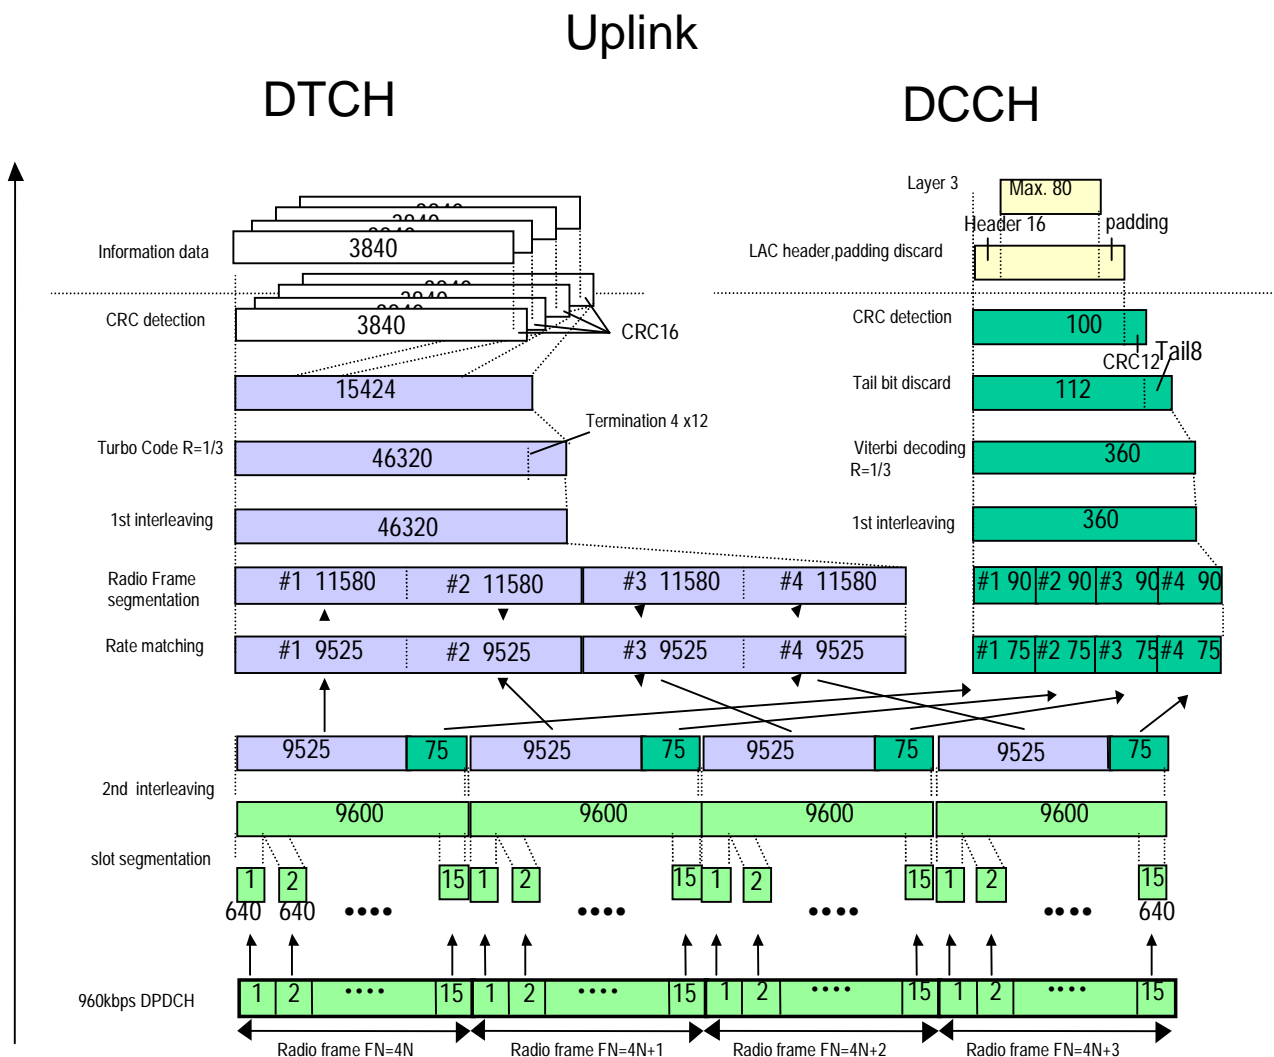 Uplink
DTCH
DCCH
Layer 3
Max. 80
Header 16
padding
3840
3840
3840
Information data
3840
LAC header,padding discard
3840
3840
3840
CRC detection
3840
CRC16
CRC detection
100
CRC12
Tail8
15424
Tail bit discard
112
Termination 4 x12
Turbo Code R=1/3
46320
Viterbi decoding
R=1/3
360
1st interleaving
46320
1st interleaving
360
Radio Frame
segmentation
#1 11580
#2 11580
#3 11580
#4 11580
#1 90
#2 90
#3 90
#4 90
Rate matching
#1 9525
#2 9525
#3 9525
#4 9525
#1 75
#2 75
#3 75
#4 75
9525
75
9525
75
9525
75
9525
75
2nd interleaving
9600
9600
9600
9600
slot segmentation
1
2
15
1
2
15
1
2
15
1
2
15
640
640
••••
••••
••••
••••
640
960kbps DPDCH
1
2
••••
15
1
2
••••
15
1
2
••••
15
1
2
••••
15
Radio frame FN=4N
Radio frame FN=4N+1
Radio frame FN=4N+2
Radio frame FN=4N+3